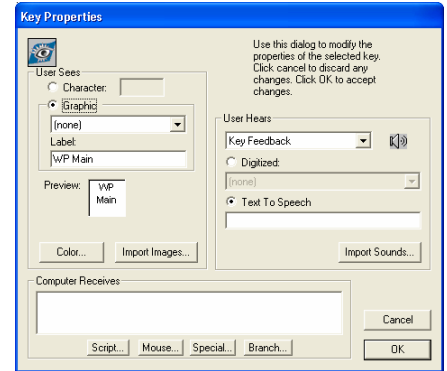 Key Properties
Use this dialog to modify the
properties of the selected key.
Click cancel to discard any
changes. Click OK to accept
changes.
User Sees
Character:
Graphic
(none)
Label:
WP Main
Preview:
WP
Main
Color...
Import Images...
User Hears
Key Feedback
Digitized:
(none)
Text To Speech
Import Sounds...
Computer Receives
Script...
Mouse...
Special...
Branch...
Cancel
OK